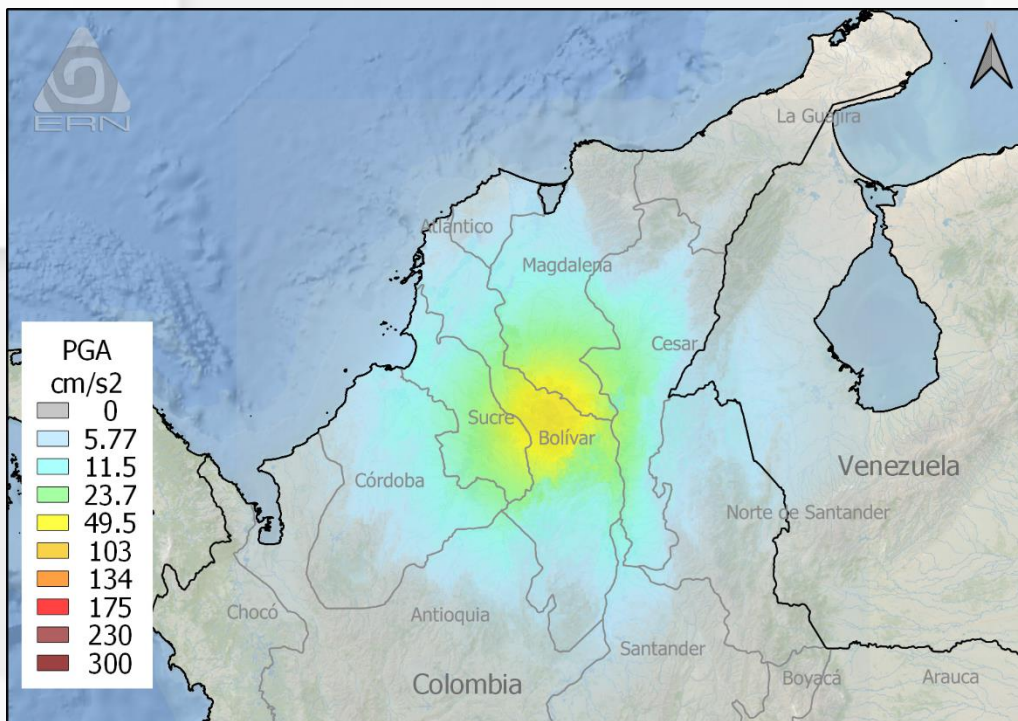 ERN
N
La Guajira
Atlántico
Magdalena
Cesar
Sucre
Bolívar
Córdoba
Venezuela
Norte de Santander
Chocó
Antioquia
Santander
Colombia
Boyacá
Arauca
PGA
cm/s2
0
5.77
11.5
23.7
49.5
103
134
175
230
300